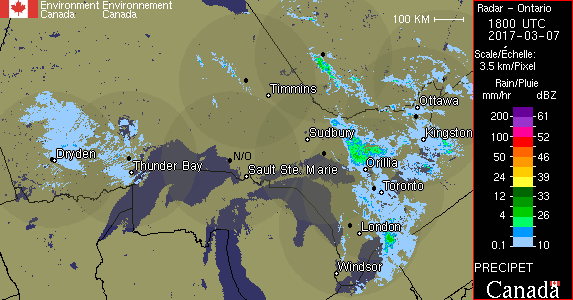 Environment Environnement
Canada Canada
100 KM
Timmins
Ottawa
Sudbury
Kingston
Dryden
N/O
Thunder Bay
Sault Ste. Marie
Orillia
Toronto
London
Windsor
Radar - Ontario
1800 UTC
2017-03-07
Scale/Échelle:
3.5 km/Pixel
Rain/Pluie
mm/hr dBZ
200 61
100 52
50 46
24 39
12 33
4 26
0.1 10
PRECIPET
Canada